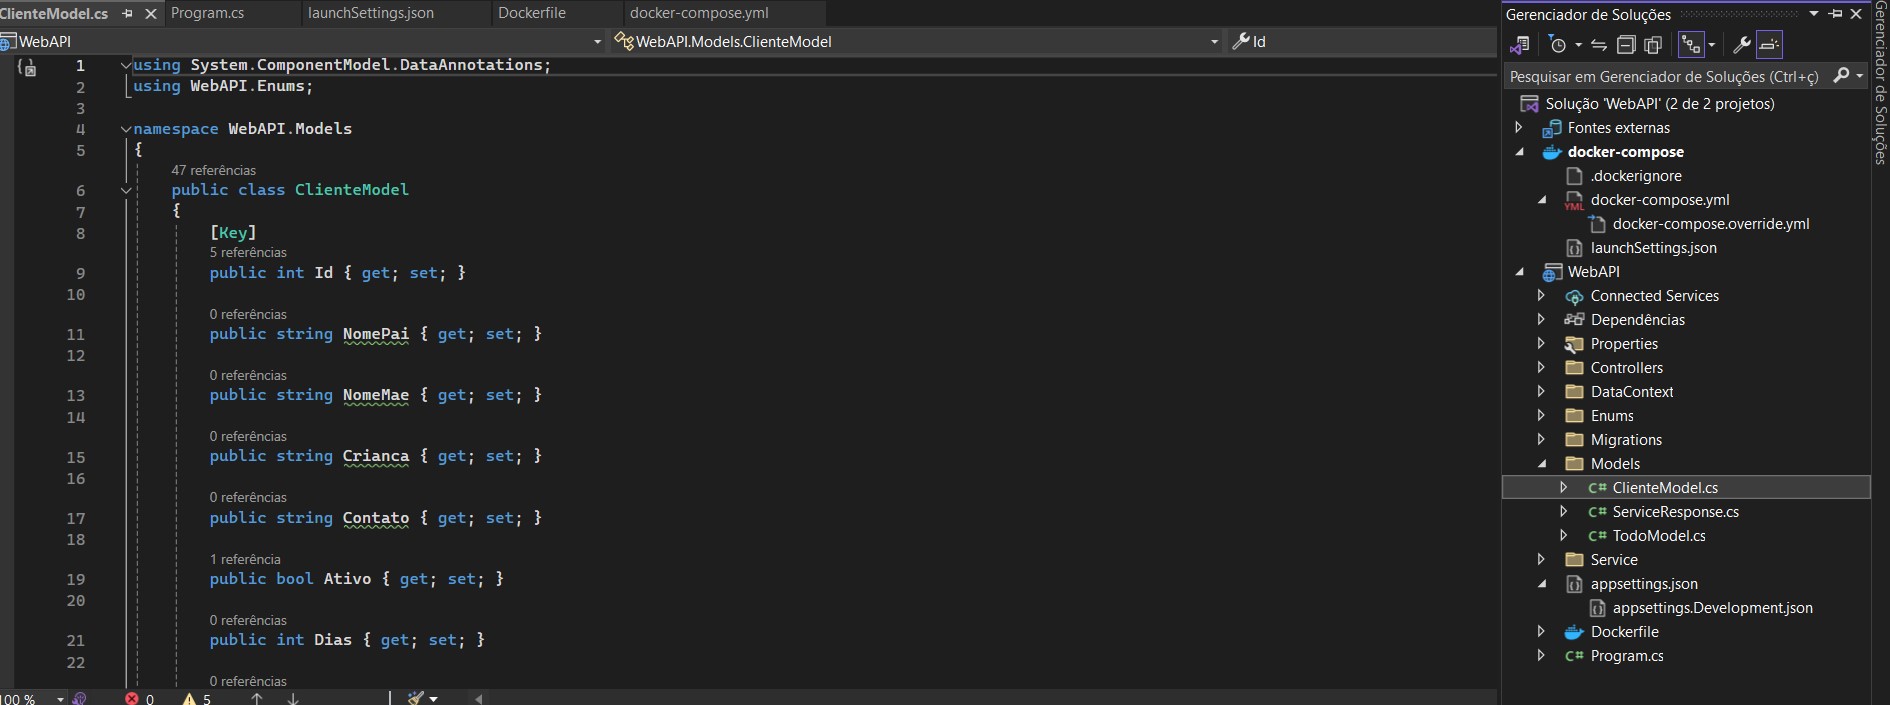 ClienteModel.cs
Program.cs
launchSettings.json
Dockerfile
docker-compose.yml
WebAPI
WebAPI.Models.ClienteModel
Id
1 using System.ComponentModel.DataAnnotations;
2 using WebAPI.Enums;
3
4 namespace WebAPI.Models
5 {
47 referências
6 public class ClienteModel
7 {
8 [Key]
5 referências
9 public int Id { get; set; }
10
0 referências
11 public string NomePai { get; set; }
12
0 referências
13 public string NomeMae { get; set; }
14
0 referências
15 public string Crianca { get; set; }
16
0 referências
17 public string Contato { get; set; }
18
1 referência
19 public bool Ativo { get; set; }
20
0 referências
21 public int Dias { get; set; }
22
0 referências
100 %
0
5
Gerenciador de Soluções
Pesquisar em Gerenciador de Soluções (Ctrl+ç)
Solução 'WebAPI' (2 de 2 projetos)
Fontes externas
docker-compose
.dockerignore
YML docker-compose.yml
docker-compose.override.yml
launchSettings.json
WebAPI
Connected Services
Dependências
Properties
Controllers
DataContext
Enums
Migrations
Models
C# ClienteModel.cs
C# ServiceResponse.cs
C# TodoModel.cs
Service
appsettings.json
appsettings.Development.json
Dockerfile
C# Program.cs
Gerenciador de Soluções